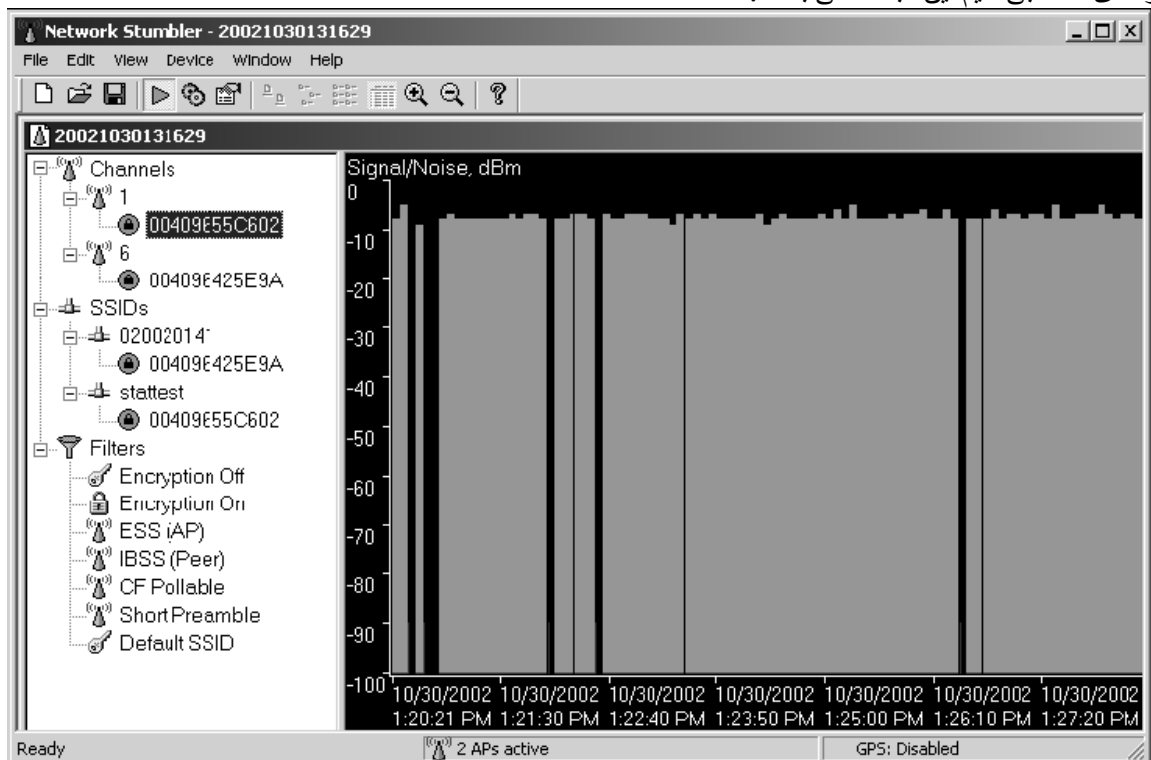 Network Stumbler - 20021030131629
File Edit View Device Window Help
20021030131629
Channels
1
00409655C602
6
004096425E9A
SSIDs
02002014
004096425E9A
stattest
00409655C602
Filters
Encryption Off
Encryption On
ESS (AP)
IBSS (Peer)
CF Pollable
Short Preamble
Default SSID
Signal/Noise, dBm
0
-10
-20
-30
-40
-50
-60
-70
-80
-90
-100
10/30/2002 10/30/2002 10/30/2002 10/30/2002 10/30/2002 10/30/2002 10/30/2002
1:20:21 PM 1:21:30 PM 1:22:40 PM 1:23:50 PM 1:25:00 PM 1:26:10 PM 1:27:20 PM
Ready
2 APs active
GPS: Disabled